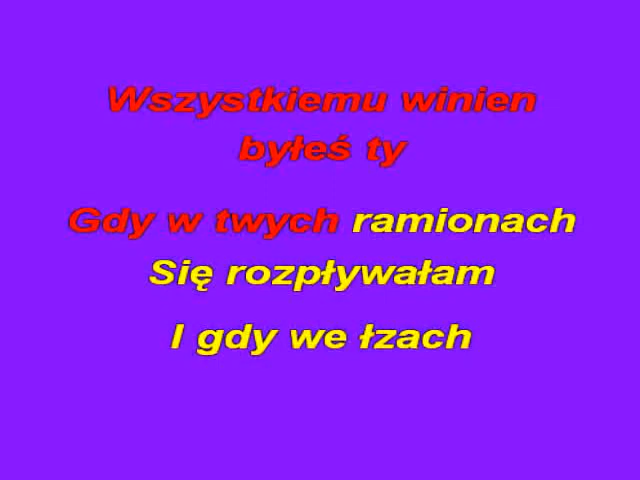 Wszystkiemu winien
byłeś ty
Gdy w twych ramionach
Się rozpływałam
I gdy we łzach